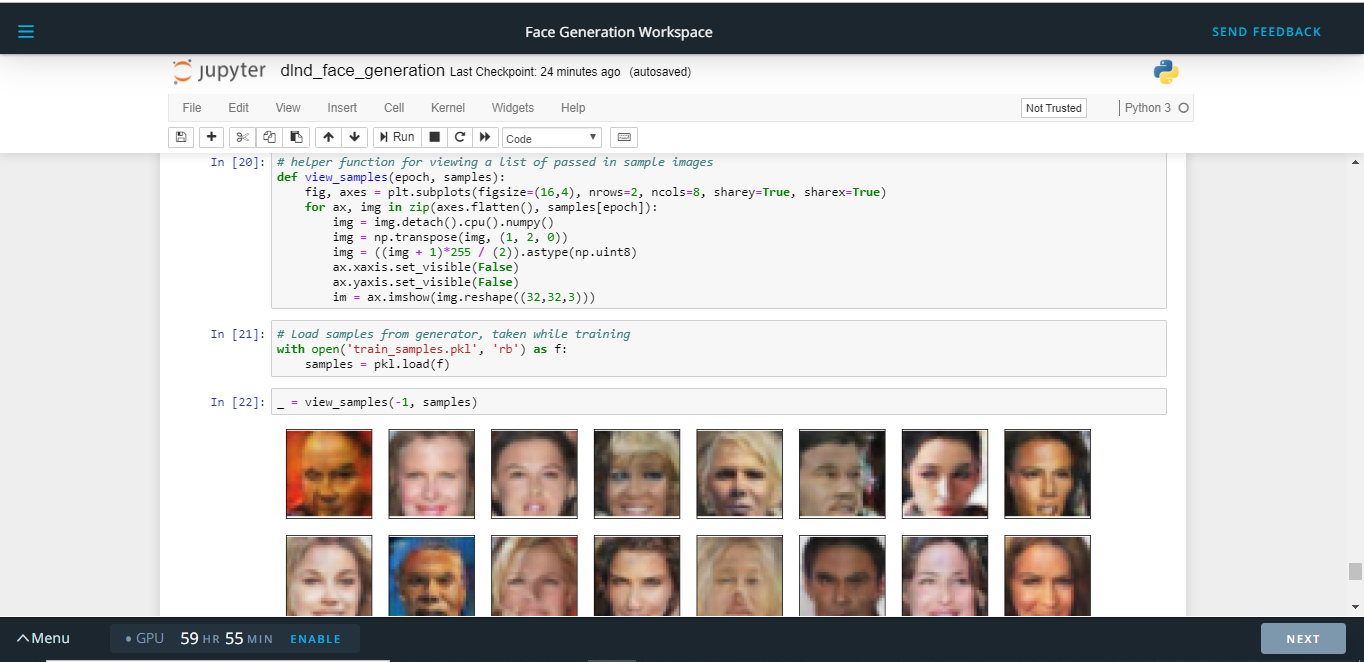 Face Generation Workspace
SEND FEEDBACK
jupyter dlnd_face_generation Last Checkpoint: 24 minutes ago (autosaved)
File Edit View Insert Cell Kernel Widgets Help
Not Trusted
Python 3
Run
Code
In [20]: # helper function for viewing a list of passed in sample images
def view_samples(epoch, samples):
    fig, axes = plt.subplots(figsize=(16,4), nrows=2, ncols=8, sharey=True, sharex=True)
    for ax, img in zip(axes.flatten(), samples[epoch]):
        img = img.detach().cpu().numpy()
        img = np.transpose(img, (1, 2, 0))
        img = ((img + 1)*255 / (2)).astype(np.uint8)
        ax.xaxis.set_visible(False)
        ax.yaxis.set_visible(False)
        im = ax.imshow(img.reshape((32,32,3)))
In [21]: # Load samples from generator, taken while training
with open('train_samples.pkl', 'rb') as f:
    samples = pkl.load(f)
In [22]: _ = view_samples(-1, samples)
Menu
GPU 59 HR 55 MIN ENABLE
NEXT